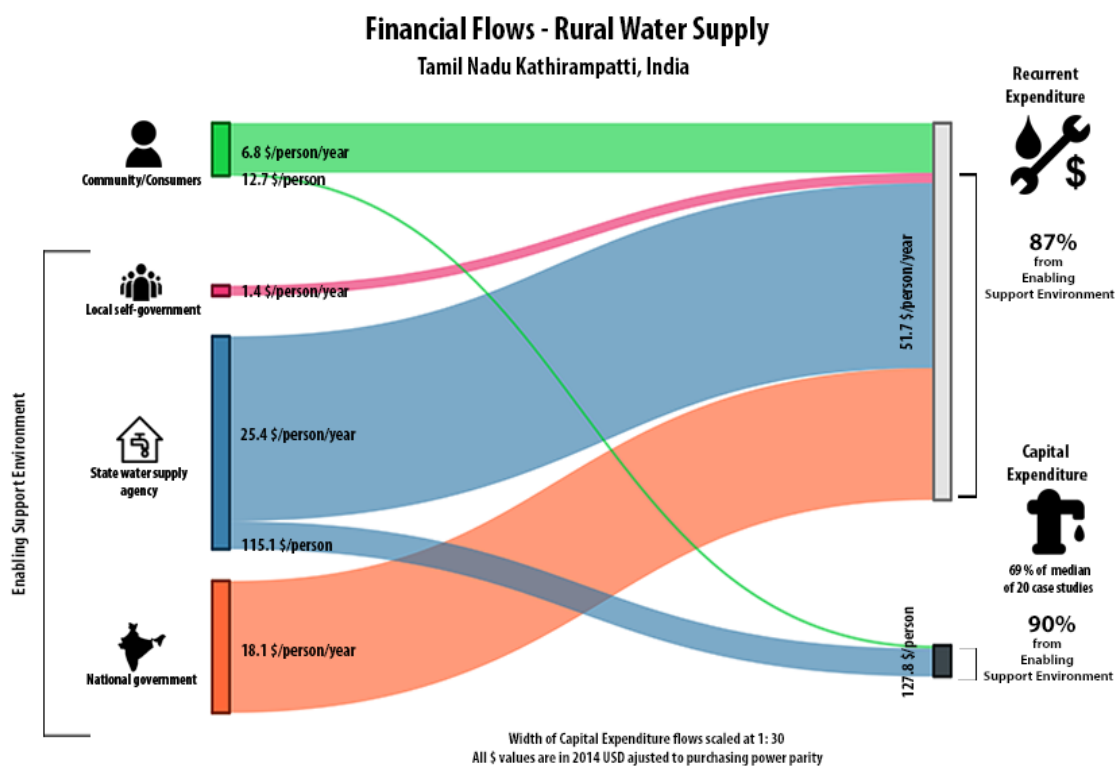 Financial Flows - Rural Water Supply
Tamil Nadu Kathirampatti, India
Recurrent
Expenditure
$
Community/Consumers
6.8 $/person/year
12.7 $/person
87%
from
Enabling
Support Environment
Local self-government
1.4 $/person/year
51.7 $/person/year
Enabling Support Environment
25.4 $/person/year
State water supply
agency
115.1 $/person
Capital
Expenditure
69 % of median
of 20 case studies
90%
from
Enabling
Support Environment
National government
18.1 $/person/year
127.8 $/person
Width of Capital Expenditure flows scaled at 1: 30
All $ values are in 2014 USD ajusted to purchasing power parity